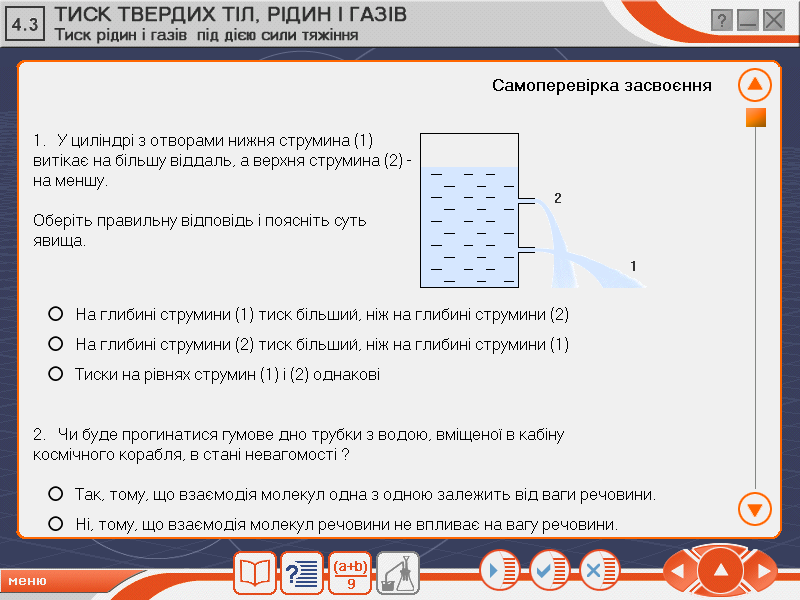 4.3
ТИСК ТВЕРДИХ ТІЛ, РІДИН І ГАЗІВ
Тиск рідин і газів під дією сили тяжіння
?
Самоперевірка засвоєння
1. У циліндрі з отворами нижня струмина (1)
витікає на більшу віддаль, а верхня струмина (2) -
на меншу.
Оберіть правильну відповідь і поясніть суть
явища.
2
1
На глибині струмини (1) тиск більший, ніж на глибині струмини (2)
На глибині струмини (2) тиск більший, ніж на глибині струмини (1)
Тиски на рівнях струмин (1) і (2) однакові
2. Чи буде прогинатися гумове дно трубки з водою, вміщеної в кабіну
космічного корабля, в стані невагомості ?
Так, тому, що взаємодія молекул одна з одною залежить від ваги речовини.
Ні, тому, що взаємодія молекул речовини не впливає на вагу речовини.
меню
?
(a+b)
9